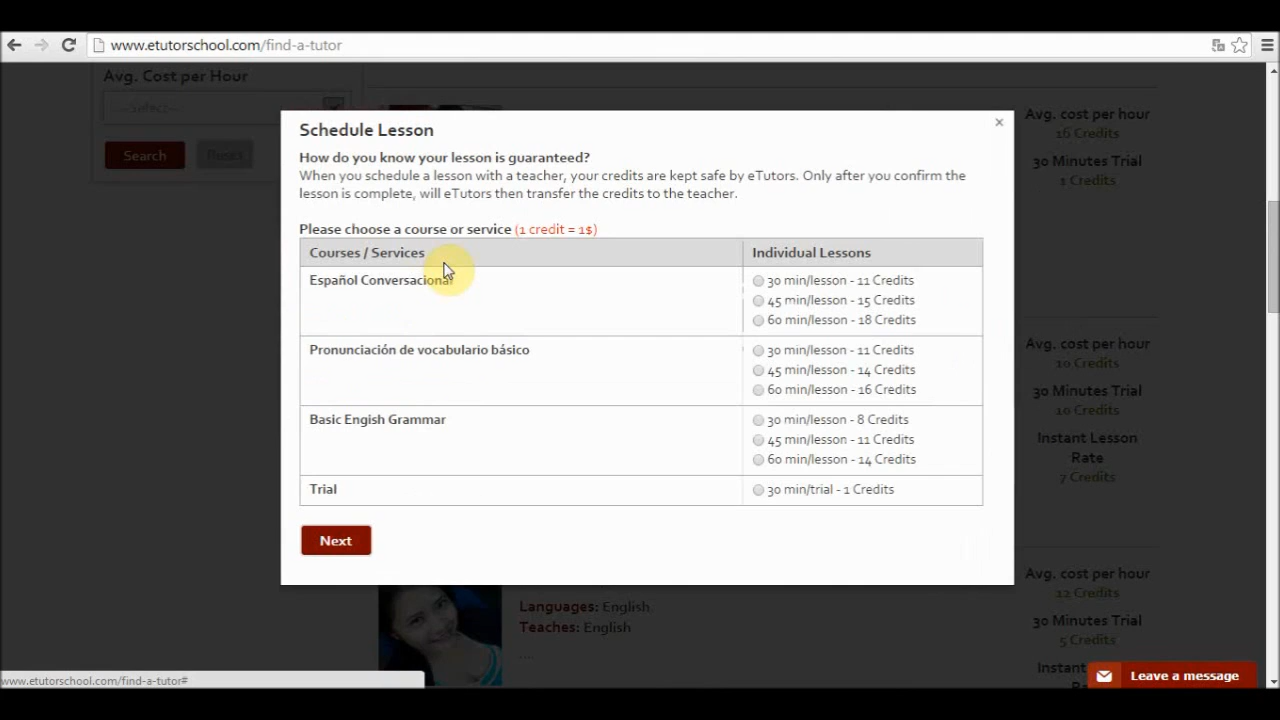 www.etutorschool.com/find-a-tutor
Avg. Cost per Hour
--Select--
Search
Reset
Avg. cost per hour
16 Credits
30 Minutes Trial
1 Credits
Schedule Lesson
×
How do you know your lesson is guaranteed?
When you schedule a lesson with a teacher, your credits are kept safe by eTutors. Only after you confirm the
lesson is complete, will eTutors then transfer the credits to the teacher.
Please choose a course or service (1 credit = 1$)
Courses / Services
Individual Lessons
Español Conversacional
30 min/lesson - 11 Credits
45 min/lesson - 15 Credits
60 min/lesson - 18 Credits
Pronunciación de vocabulario básico
30 min/lesson - 11 Credits
45 min/lesson - 14 Credits
60 min/lesson - 16 Credits
Basic Engish Grammar
30 min/lesson - 8 Credits
45 min/lesson - 11 Credits
60 min/lesson - 14 Credits
Trial
30 min/trial - 1 Credits
Next
Avg. cost per hour
10 Credits
30 Minutes Trial
10 Credits
Instant Lesson
Rate
7 Credits
Languages: English
Teaches: English
....
Avg. cost per hour
12 Credits
30 Minutes Trial
5 Credits
Leave a message
www.etutorschool.com/find-a-tutor#